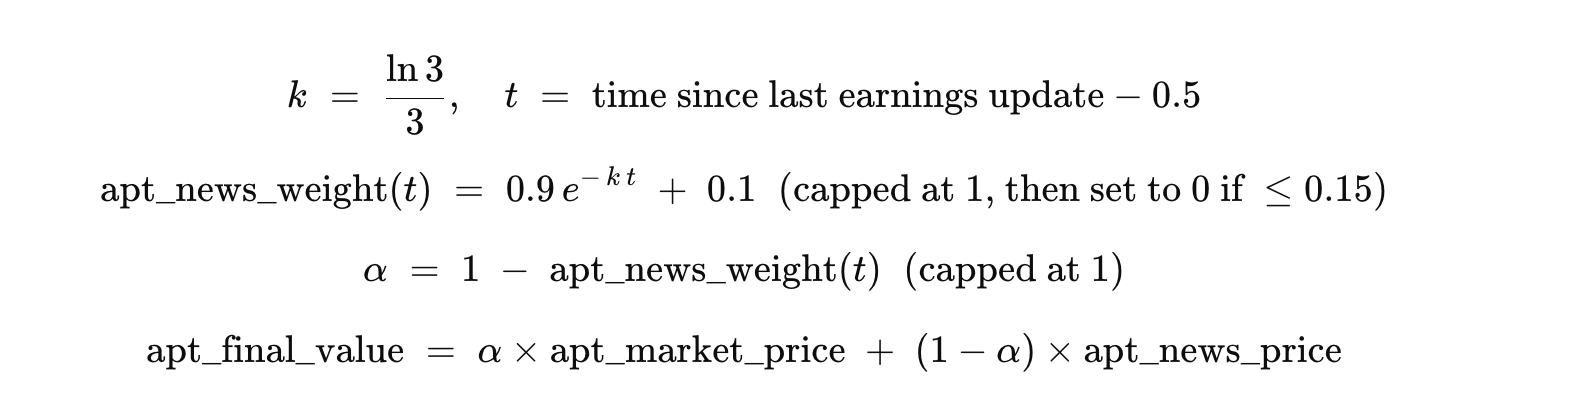 k = ln 3 / 3, t = time since last earnings update − 0.5
apt_news_weight(t) = 0.9 e^{− k t} + 0.1 (capped at 1, then set to 0 if ≤ 0.15)
α = 1 − apt_news_weight(t) (capped at 1)
apt_final_value = α × apt_market_price + (1 − α) × apt_news_price